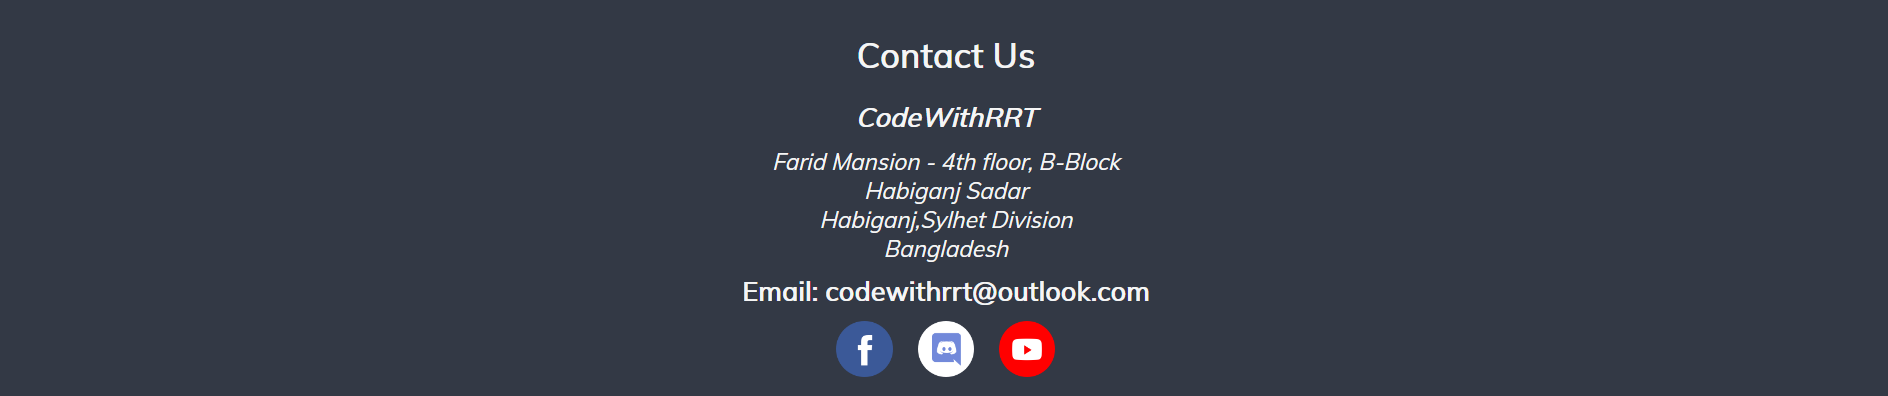 Contact Us
CodeWithRRT
Farid Mansion - 4th floor, B-Block
Habiganj Sadar
Habiganj,Sylhet Division
Bangladesh
Email: codewithrrt@outlook.com